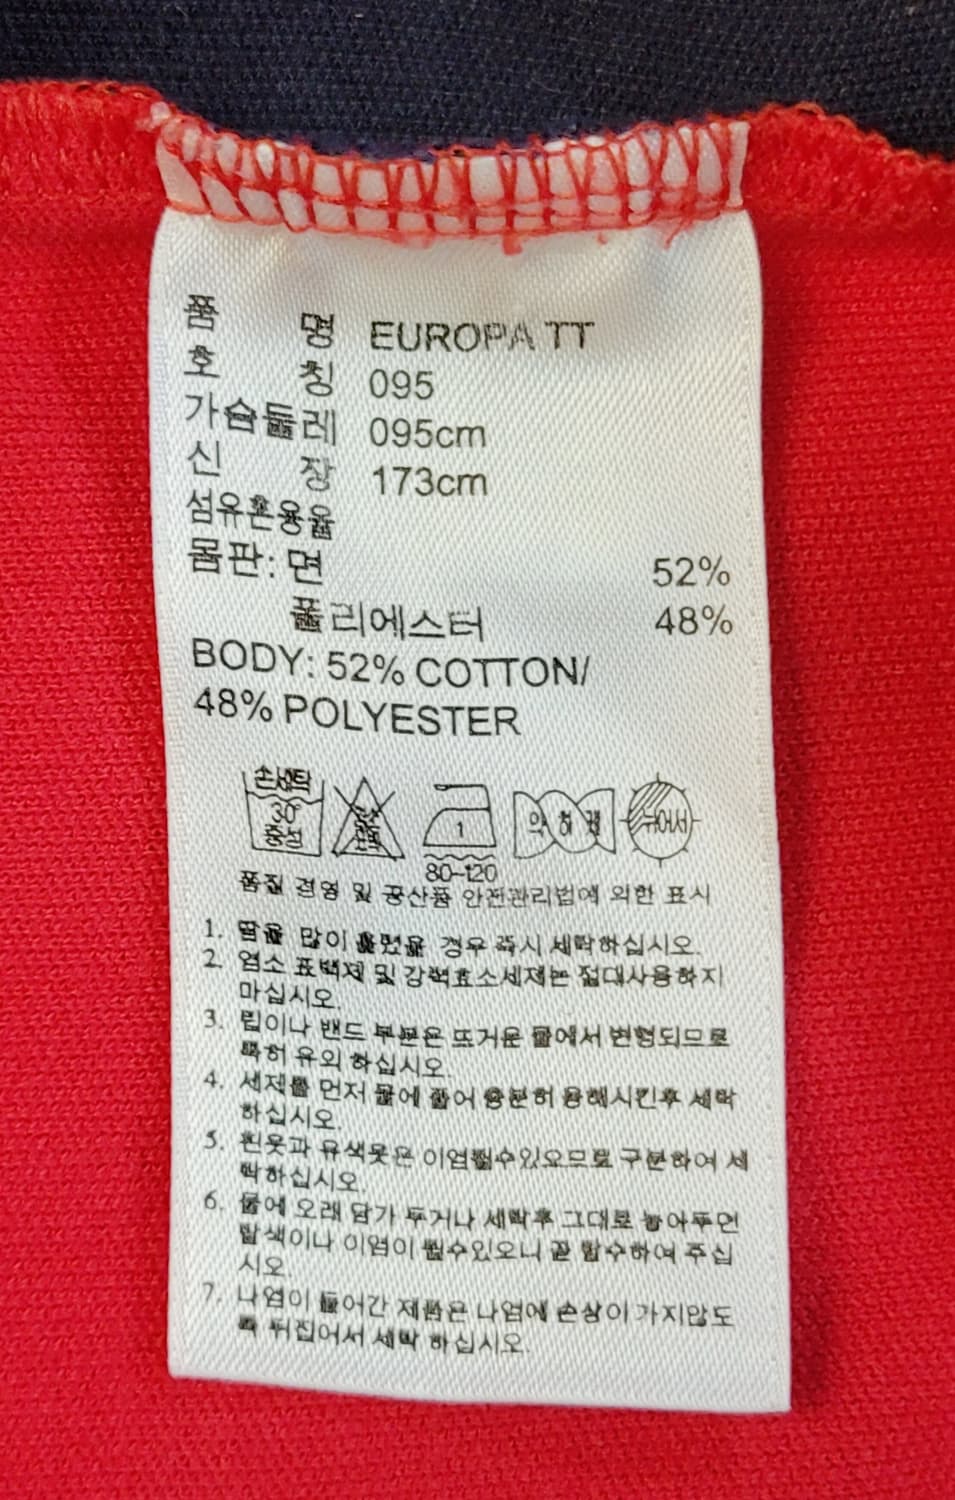 품 명 EUROPA TT
호 칭 095
가슴둘레 095cm
신 장 173cm
섬유혼용율
몸판: 면 52%
폴리에스터 48%
BODY: 52% COTTON/
48% POLYESTER
손세탁 30° 중성
1
80~120
약하게
뉘어서
품질 경영 및 공산품 안전관리법에 의한 표시
1. 땀을 많이 흘렸을 경우 즉시 세탁하십시오.
2. 염소 표백제 및 강력효소세제는 절대사용하지
마십시오.
3. 립이나 밴드 부분은 뜨거운 물에서 변형되므로
특히 유의 하십시오.
4. 세제를 먼저 물에 풀어 충분히 용해시킨후 세탁
하십시오.
5. 흰옷과 유색옷은 이염될수있으므로 구분하여 세
탁하십시오.
6. 물에 오래 담가 두거나 세탁후 그대로 놓아두면
탈색이나 이염이 될수있으니 꼭 탈수하여 주십
시오.
7. 나염이 들어간 제품은 나염에 손상이 가지않도
록 뒤집어서 세탁 하십시오.